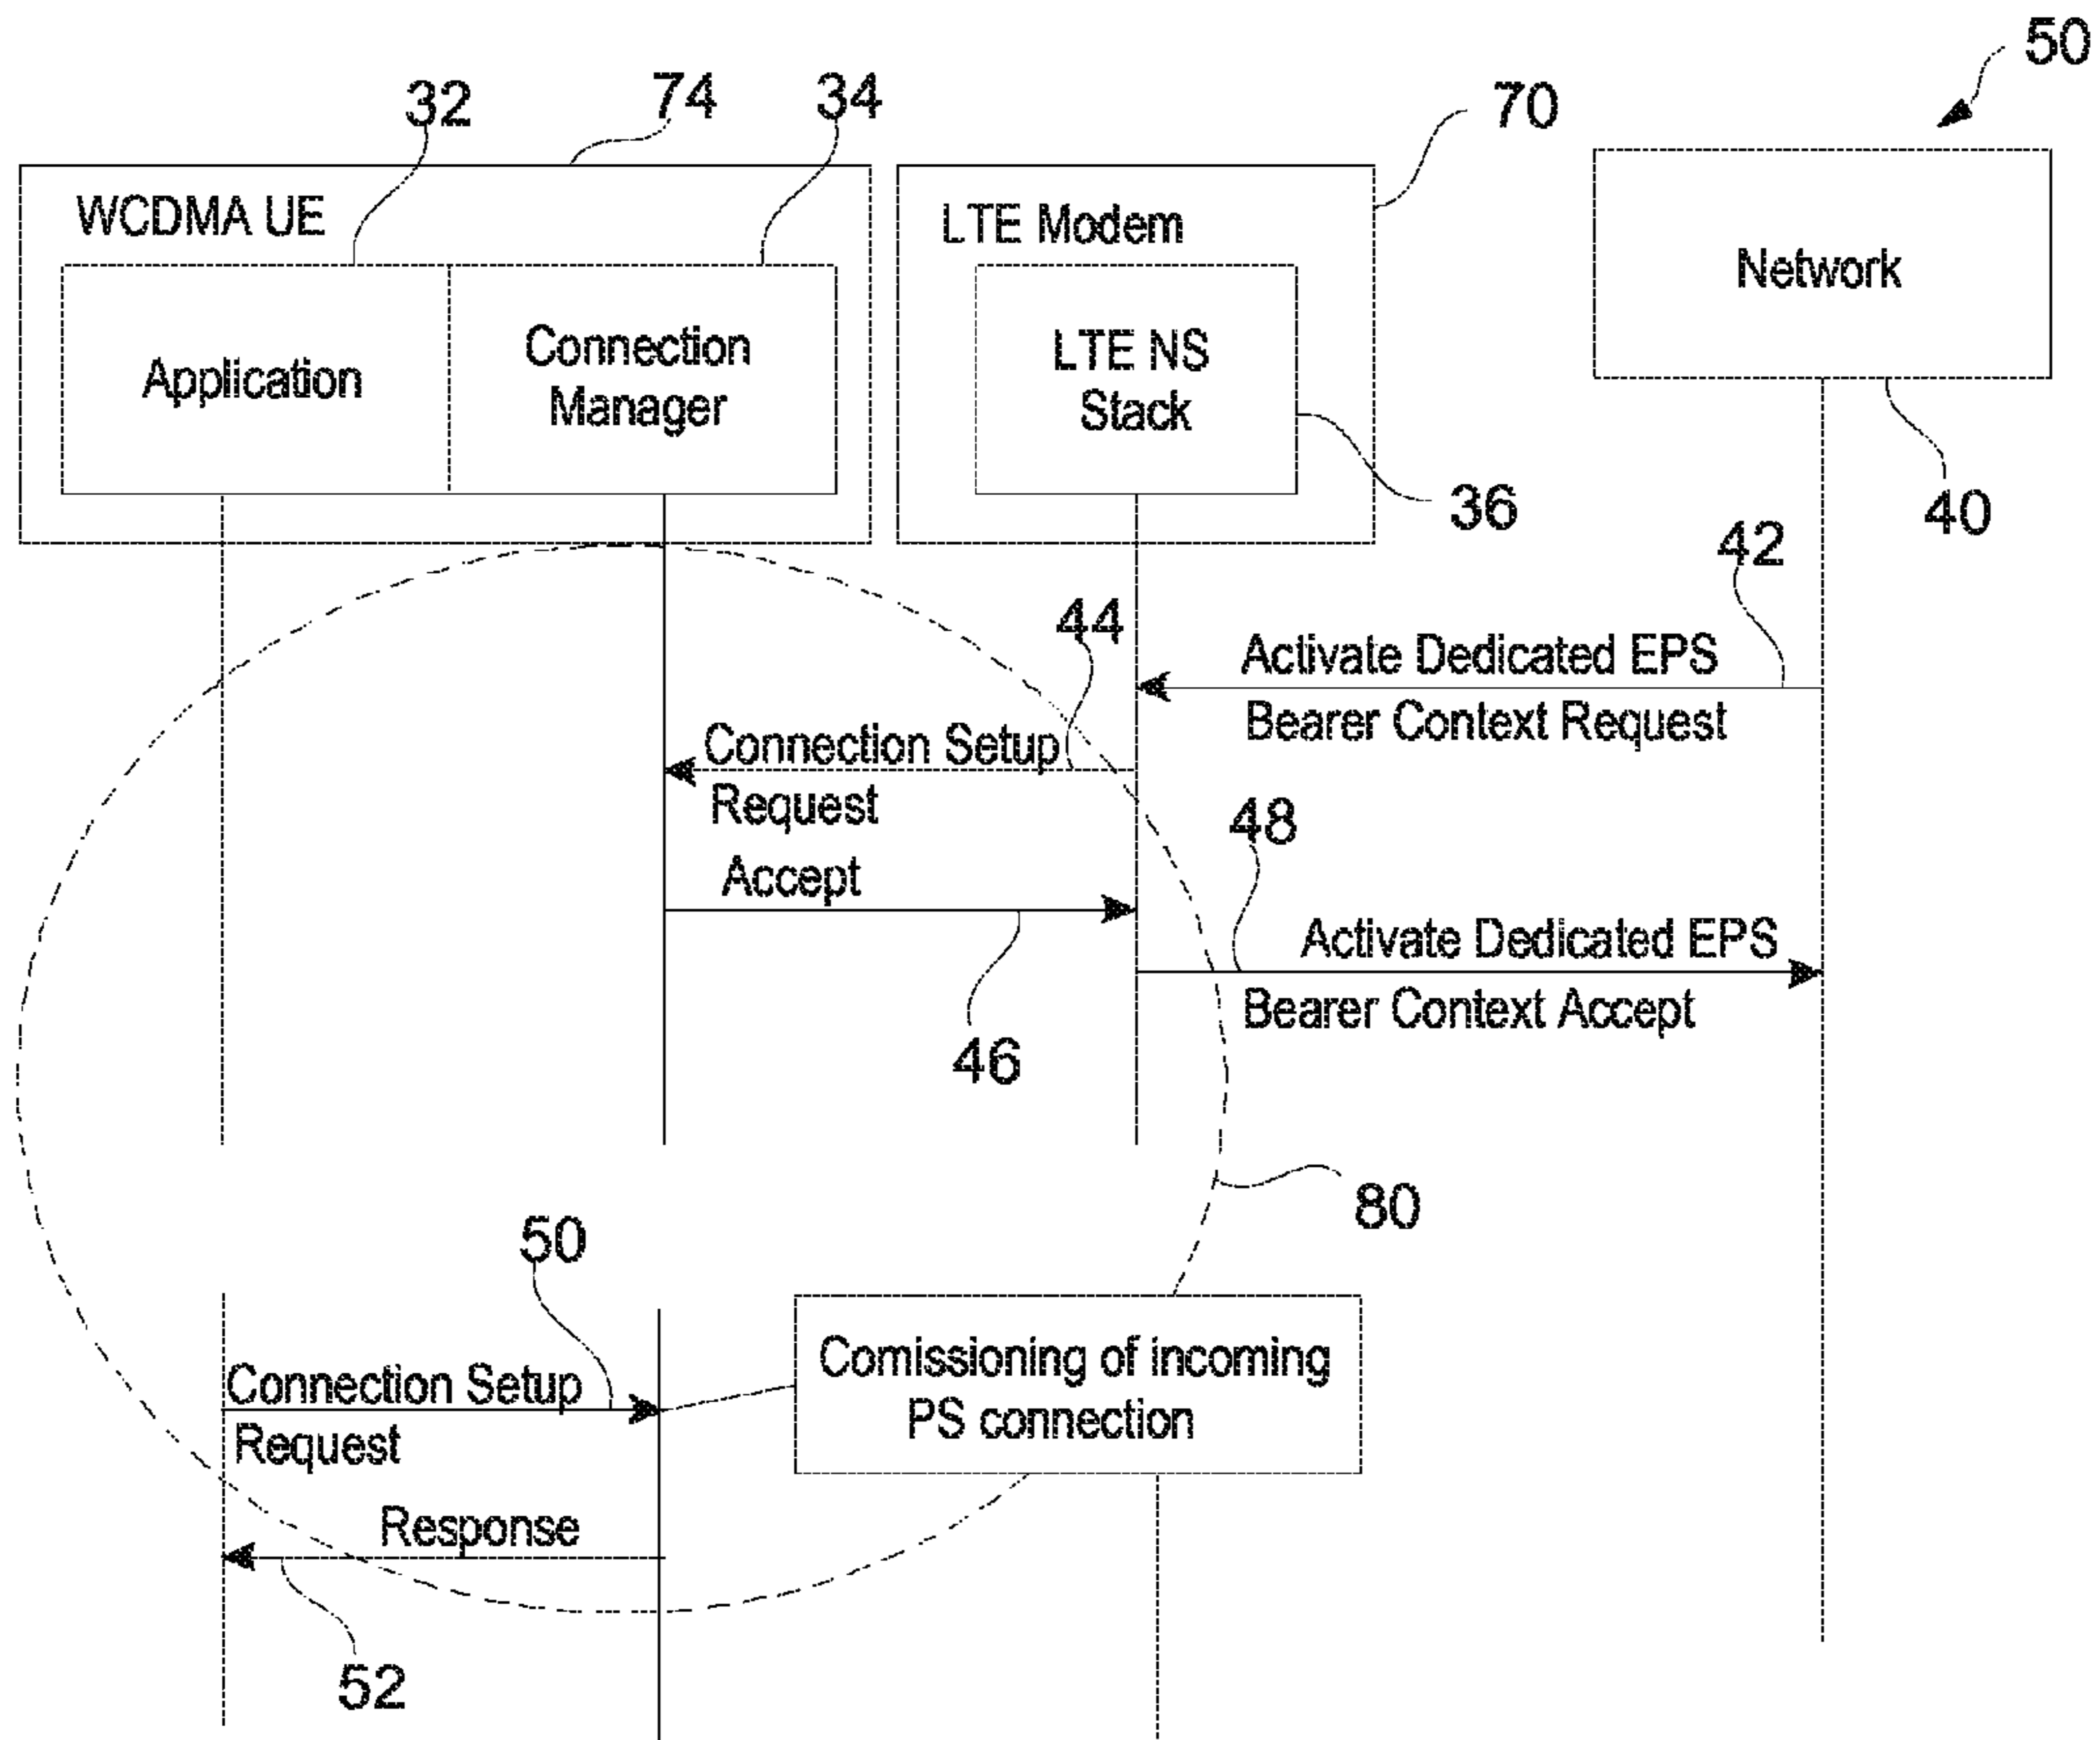 50
32
74
34
70
WCDMA UE
LTE Modem
Network
Application
Connection
Manager
LTE NS
Stack
36
40
42
44
Activate Dedicated EPS
Bearer Context Request
Connection Setup
Request
48
Accept
Activate Dedicated EPS
Bearer Context Accept
46
80
50
Connection Setup
Request
Comissioning of incoming
PS connection
Response
52